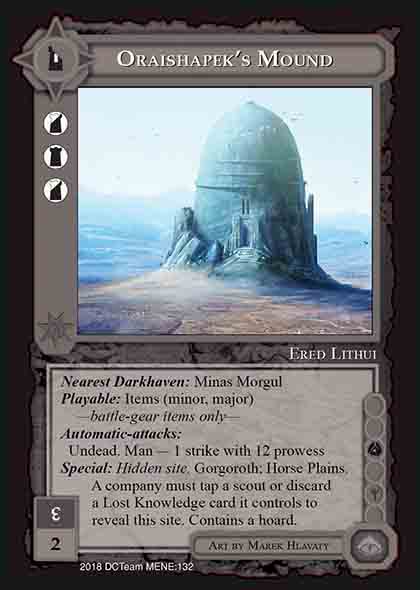 ORAISHAPEK'S MOUND
ERED LITHUI
Nearest Darkhaven: Minas Morgul
Playable: Items (minor, major)
—battle-gear items only—
Automatic-attacks:
Undead. Man — 1 strike with 12 prowess
Special: Hidden site. Gorgoroth; Horse Plains.
A company must tap a scout or discard
a Lost Knowledge card it controls to
reveal this site. Contains a hoard.
ε
2
ART BY MAREK HLAVATY
2018 DCTeam MENE:132